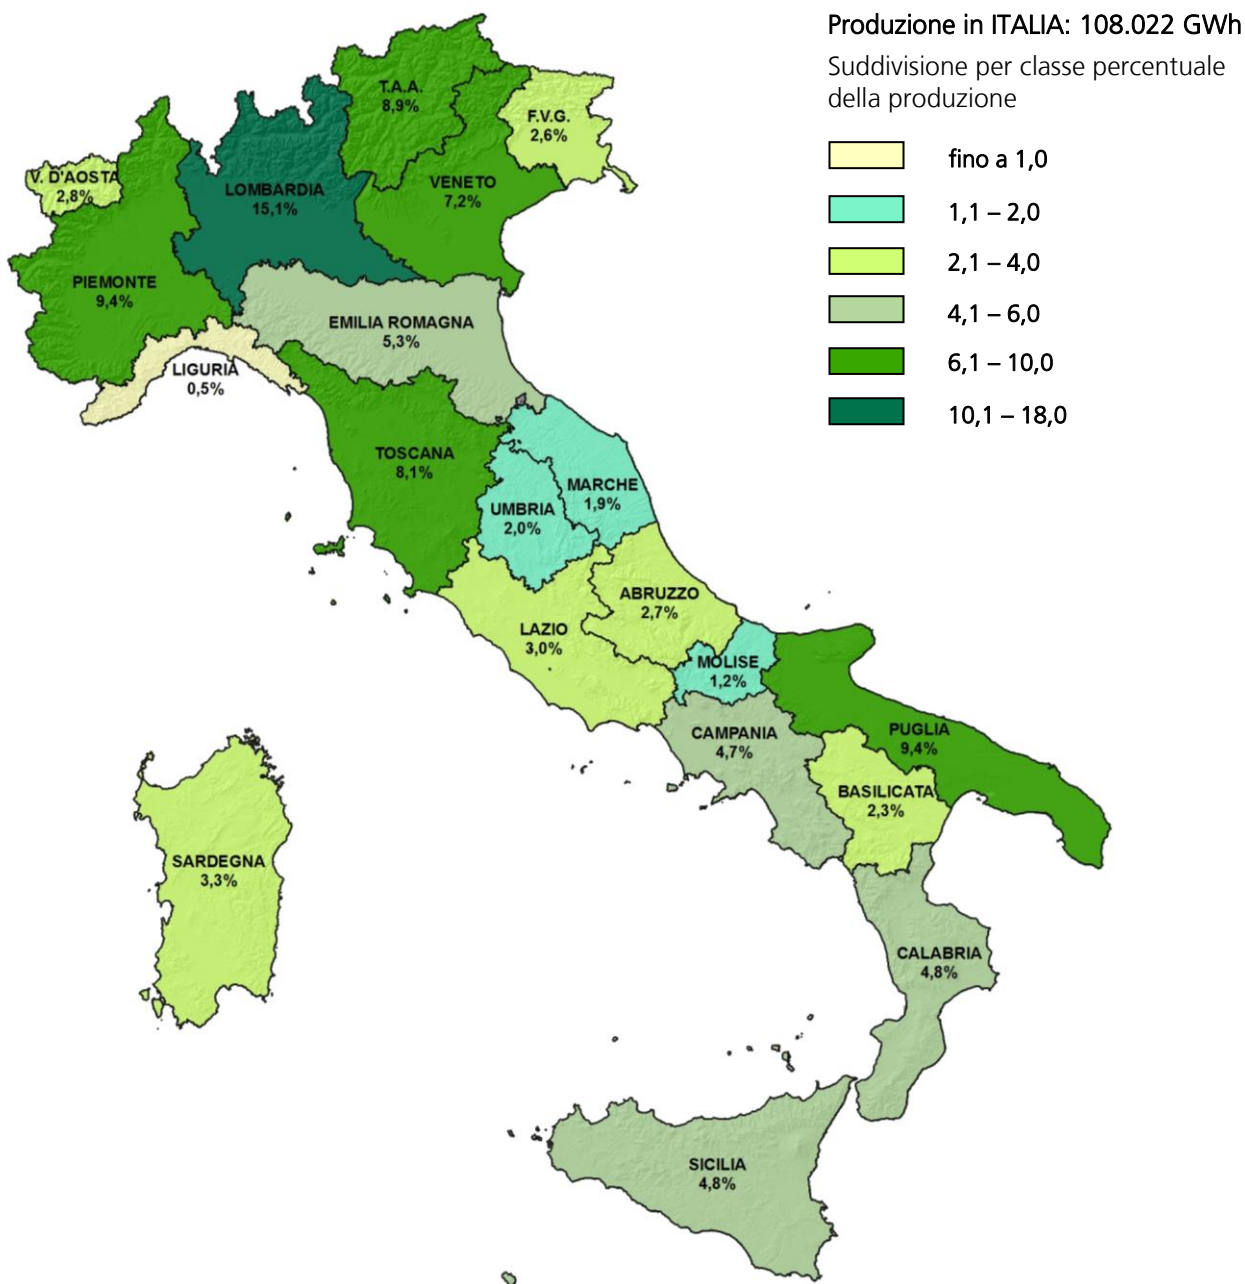 Produzione in ITALIA: 108.022 GWh
Suddivisione per classe percentuale
della produzione
fino a 1,0
1,1 – 2,0
2,1 – 4,0
4,1 – 6,0
6,1 – 10,0
10,1 – 18,0
T.A.A.
8,9%
F.V.G.
2,6%
V. D'AOSTA
2,8%
LOMBARDIA
15,1%
VENETO
7,2%
PIEMONTE
9,4%
EMILIA ROMAGNA
5,3%
LIGURIA
0,5%
TOSCANA
8,1%
MARCHE
1,9%
UMBRIA
2,0%
ABRUZZO
2,7%
LAZIO
3,0%
MOLISE
1,2%
CAMPANIA
4,7%
PUGLIA
9,4%
BASILICATA
2,3%
SARDEGNA
3,3%
CALABRIA
4,8%
SICILIA
4,8%